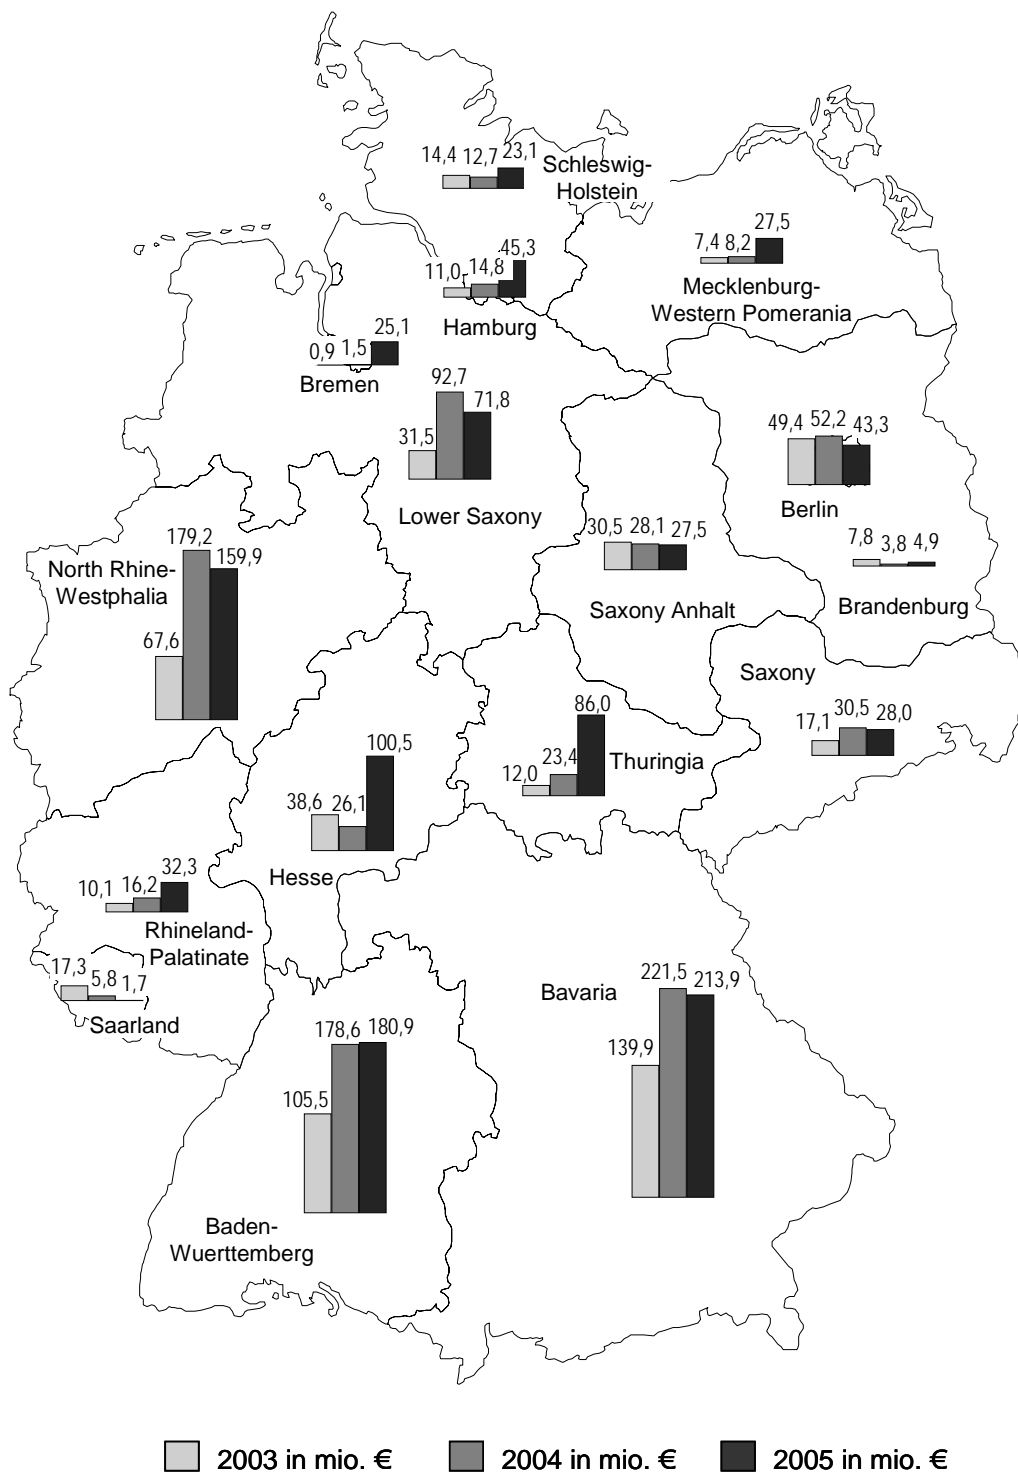 14,4 12,7 23,1
Schleswig-
Holstein
7,4 8,2 27,5
Mecklenburg-
Western Pomerania
11,0 14,8 45,3
Hamburg
0,9 1,5 25,1
Bremen
31,5 92,7 71,8
Lower Saxony
49,4 52,2 43,3
Berlin
7,8 3,8 4,9
Brandenburg
30,5 28,1 27,5
Saxony Anhalt
North Rhine-
Westphalia
67,6 179,2 159,9
Saxony
17,1 30,5 28,0
12,0 23,4 86,0
Thuringia
38,6 26,1 100,5
Hesse
10,1 16,2 32,3
Rhineland-
Palatinate
17,3 5,8 1,7
Saarland
Bavaria
139,9 221,5 213,9
105,5 178,6 180,9
Baden-
Wuerttemberg
2003 in mio. € 2004 in mio. € 2005 in mio. €